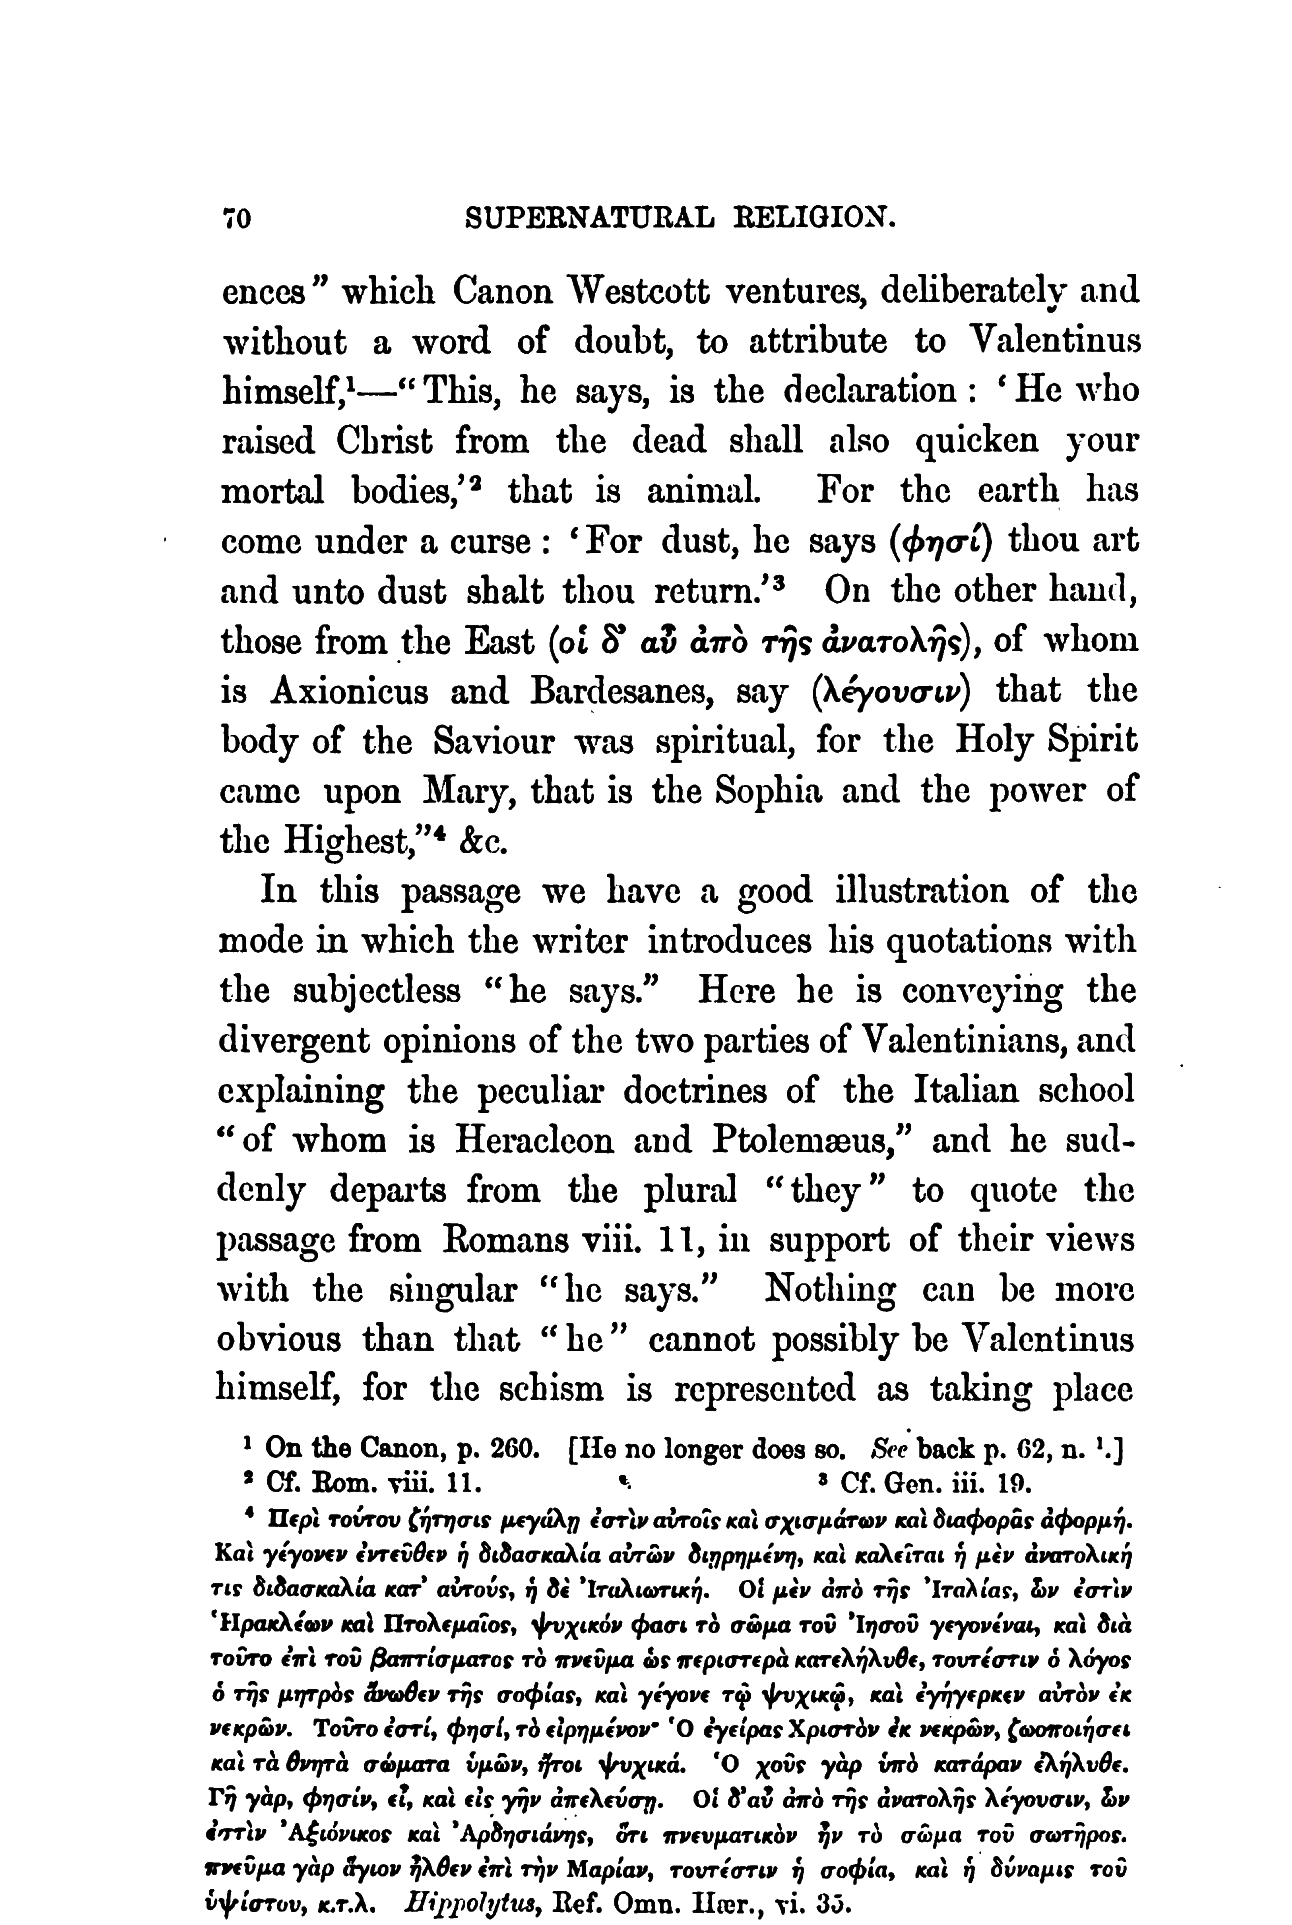 70 SUPERNATURAL RELIGION.
ences" which Canon Westcott ventures, deliberately and
without a word of doubt, to attribute to Valentinus
himself,¹—"This, he says, is the declaration : 'He who
raised Christ from the dead shall also quicken your
mortal bodies,'² that is animal. For the earth has
come under a curse : 'For dust, he says (φησί) thou art
and unto dust shalt thou return.'³ On the other hand,
those from the East (οἱ δ' αὖ ἀπὸ τῆς ἀνατολῆς), of whom
is Axionicus and Bardesanes, say (λέγουσιν) that the
body of the Saviour was spiritual, for the Holy Spirit
came upon Mary, that is the Sophia and the power of
the Highest,"⁴ &c.
In this passage we have a good illustration of the
mode in which the writer introduces his quotations with
the subjectless "he says." Here he is conveying the
divergent opinions of the two parties of Valentinians, and
explaining the peculiar doctrines of the Italian school
"of whom is Heracleon and Ptolemæus," and he sud-
denly departs from the plural "they" to quote the
passage from Romans viii. 11, in support of their views
with the singular "he says." Nothing can be more
obvious than that "he" cannot possibly be Valentinus
himself, for the schism is represented as taking place
¹ On the Canon, p. 260. [He no longer does so. See back p. 62, n. ¹.]
² Cf. Rom. viii. 11. ³ Cf. Gen. iii. 19.
⁴ Περὶ τούτου ζήτησις μεγάλη ἐστὶν αὐτοῖς καὶ σχισμάτων καὶ διαφορᾶς ἀφορμή.
Καὶ γέγονεν ἐντεῦθεν ἡ διδασκαλία αὐτῶν διῃρημένη, καὶ καλεῖται ἡ μὲν ἀνατολική
τις διδασκαλία κατ' αὐτούς, ἡ δὲ Ἰταλιωτική. Οἱ μὲν ἀπὸ τῆς Ἰταλίας, ὧν ἐστὶν
Ἡρακλέων καὶ Πτολεμαῖος, ψυχικόν φασι τὸ σῶμα τοῦ Ἰησοῦ γεγονέναι, καὶ διὰ
τοῦτο ἐπὶ τοῦ βαπτίσματος τὸ πνεῦμα ὡς περιστερὰ κατελήλυθε, τουτέστιν ὁ λόγος
ὁ τῆς μητρὸς ἄνωθεν τῆς σοφίας, καὶ γέγονε τῷ ψυχικῷ, καὶ ἐγήγερκεν αὐτὸν ἐκ
νεκρῶν. Τοῦτο ἐστί, φησί, τὸ εἰρημένον· Ὁ ἐγείρας Χριστὸν ἐκ νεκρῶν, ζωοποιήσει
καὶ τὰ θνητὰ σώματα ὑμῶν, ἤτοι ψυχικά. Ὁ χοῦς γὰρ ὑπὸ κατάραν ἐλήλυθε.
Γῆ γὰρ, φησίν, εἶ, καὶ εἰς γῆν ἀπελεύσῃ. Οἱ δ'αὖ ἀπὸ τῆς ἀνατολῆς λέγουσιν, ὧν
ἐστὶν Ἀξιόνικος καὶ Ἀρδησιάνης, ὅτι πνευματικὸν ἦν τὸ σῶμα τοῦ σωτῆρος.
πνεῦμα γὰρ ἅγιον ἦλθεν ἐπὶ τὴν Μαρίαν, τουτέστιν ἡ σοφία, καὶ ἡ δύναμις τοῦ
ὑψίστου, κ.τ.λ. Hippolytus, Ref. Omn. Hær., vi. 35.